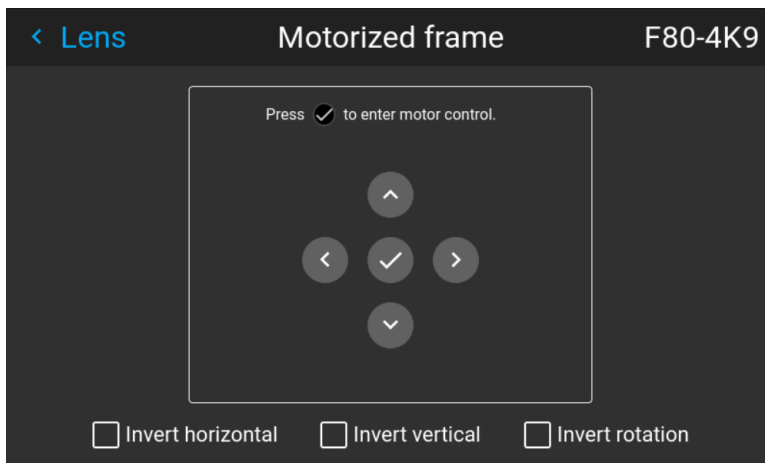 Lens Motorized frame F80-4K9
Press to enter motor control.
Invert horizontal Invert vertical Invert rotation